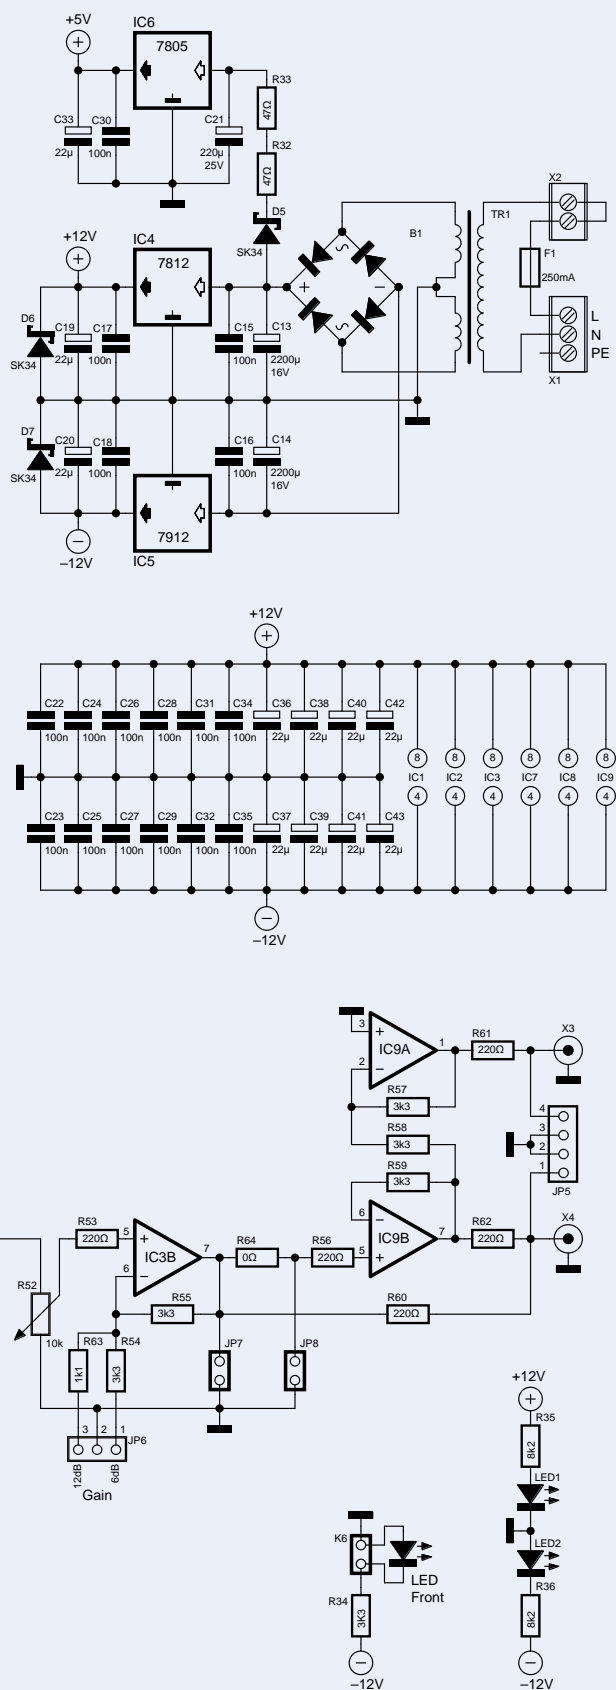 +5V
IC6
7805
R33
47Ω
C33
C30
C21
22µ
100n
220µ
25V
R32
47Ω
D5
SK34
X2
TR1
B1
F1
250mA
L
N
PE
X1
+12V
IC4
7812
+
–
D6
SK34
C19
22µ
C17
100n
C15
100n
C13
2200µ
16V
D7
SK34
C20
22µ
C18
100n
C16
100n
C14
2200µ
16V
7912
IC5
–12V
+12V
C22 C24 C26 C28 C31 C34 C36 C38 C40 C42
100n 100n 100n 100n 100n 100n 22µ 22µ 22µ 22µ
8 8 8 8 8 8
IC1 IC2 IC3 IC7 IC8 IC9
4 4 4 4 4 4
C23 C25 C27 C29 C32 C35 C37 C39 C41 C43
100n 100n 100n 100n 100n 100n 22µ 22µ 22µ 22µ
–12V
3
2
IC9A
1
R61
220Ω
X3
R57
3k3
R58
3k3
R59
3k3
4
3
2
1
JP5
R53
220Ω
5
6
IC3B
7
R64
0Ω
R56
220Ω
6
5
IC9B
7
R62
220Ω
X4
R52
10k
R55
3k3
R60
220Ω
R63
1k1
R54
3k3
JP7
JP8
3 2 1
JP6
12dB
6dB
Gain
+12V
R35
8k2
LED1
LED2
R36
8k2
–12V
K6
LED
Front
R34
3K3
–12V